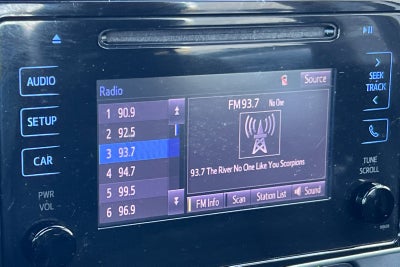 AUDIO
SETUP
CAR
PWR
VOL
Radio
Source
1 90.9
2 92.5
3 93.7
4 94.7
5 99.5
6 96.9
FM 93.7 No One
93.7 The River No One Like You Scorpions
FM Info
Scan
Station List
Sound
SEEK
TRACK
TUNE
SCROLL